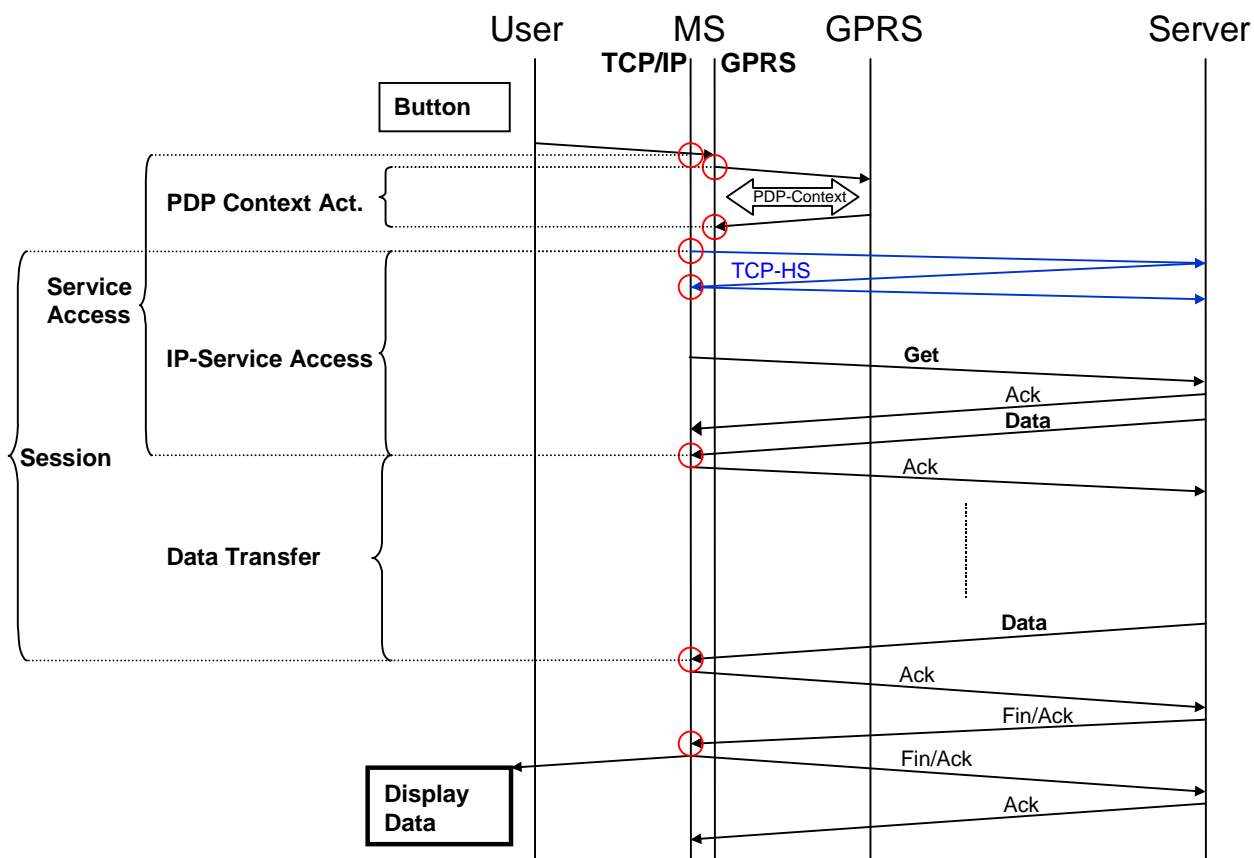 User MS GPRS Server
TCP/IP GPRS
Button
PDP Context Act.
PDP-Context
TCP-HS
Service
Access
IP-Service Access
Get
Ack
Data
Session
Ack
Data Transfer
Data
Ack
Fin/Ack
Fin/Ack
Display
Data
Ack